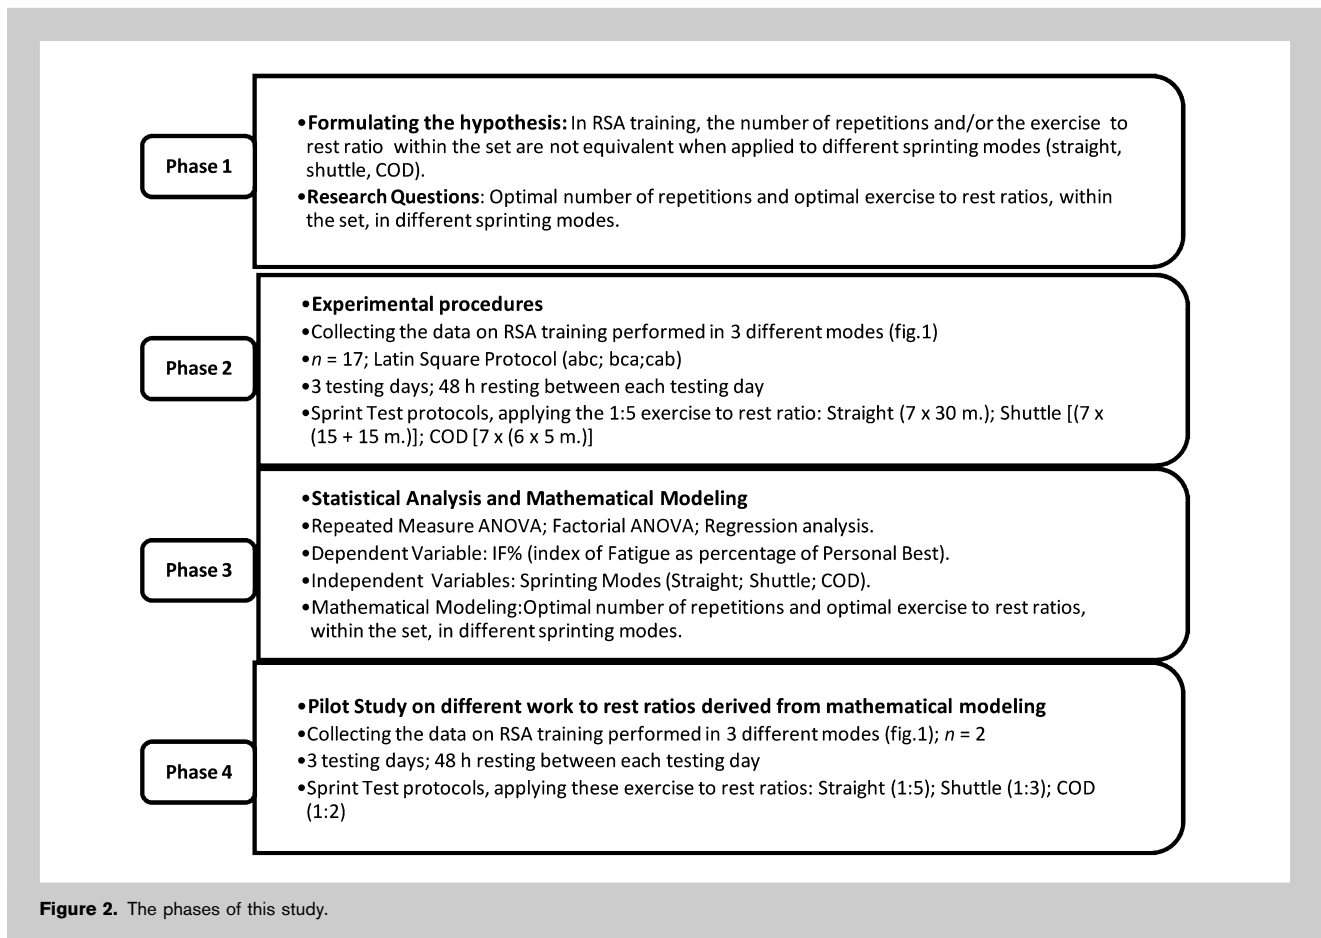 Phase 1
•Formulating the hypothesis: In RSA training, the number of repetitions and/or the exercise to
rest ratio within the set are not equivalent when applied to different sprinting modes (straight,
shuttle, COD).
•Research Questions: Optimal number of repetitions and optimal exercise to rest ratios, within
the set, in different sprinting modes.
Phase 2
•Experimental procedures
•Collecting the data on RSA training performed in 3 different modes (fig.1)
•n = 17; Latin Square Protocol (abc; bca;cab)
•3 testing days; 48 h resting between each testing day
•Sprint Test protocols, applying the 1:5 exercise to rest ratio: Straight (7 x 30 m.); Shuttle [(7 x
(15 + 15 m.)]; COD [7 x (6 x 5 m.)]
Phase 3
•Statistical Analysis and Mathematical Modeling
•Repeated Measure ANOVA; Factorial ANOVA; Regression analysis.
•Dependent Variable: IF% (index of Fatigue as percentage of Personal Best).
•Independent Variables: Sprinting Modes (Straight; Shuttle; COD).
•Mathematical Modeling:Optimal number of repetitions and optimal exercise to rest ratios,
within the set, in different sprinting modes.
Phase 4
•Pilot Study on different work to rest ratios derived from mathematical modeling
•Collecting the data on RSA training performed in 3 different modes (fig.1); n = 2
•3 testing days; 48 h resting between each testing day
•Sprint Test protocols, applying these exercise to rest ratios: Straight (1:5); Shuttle (1:3); COD
(1:2)
Figure 2. The phases of this study.